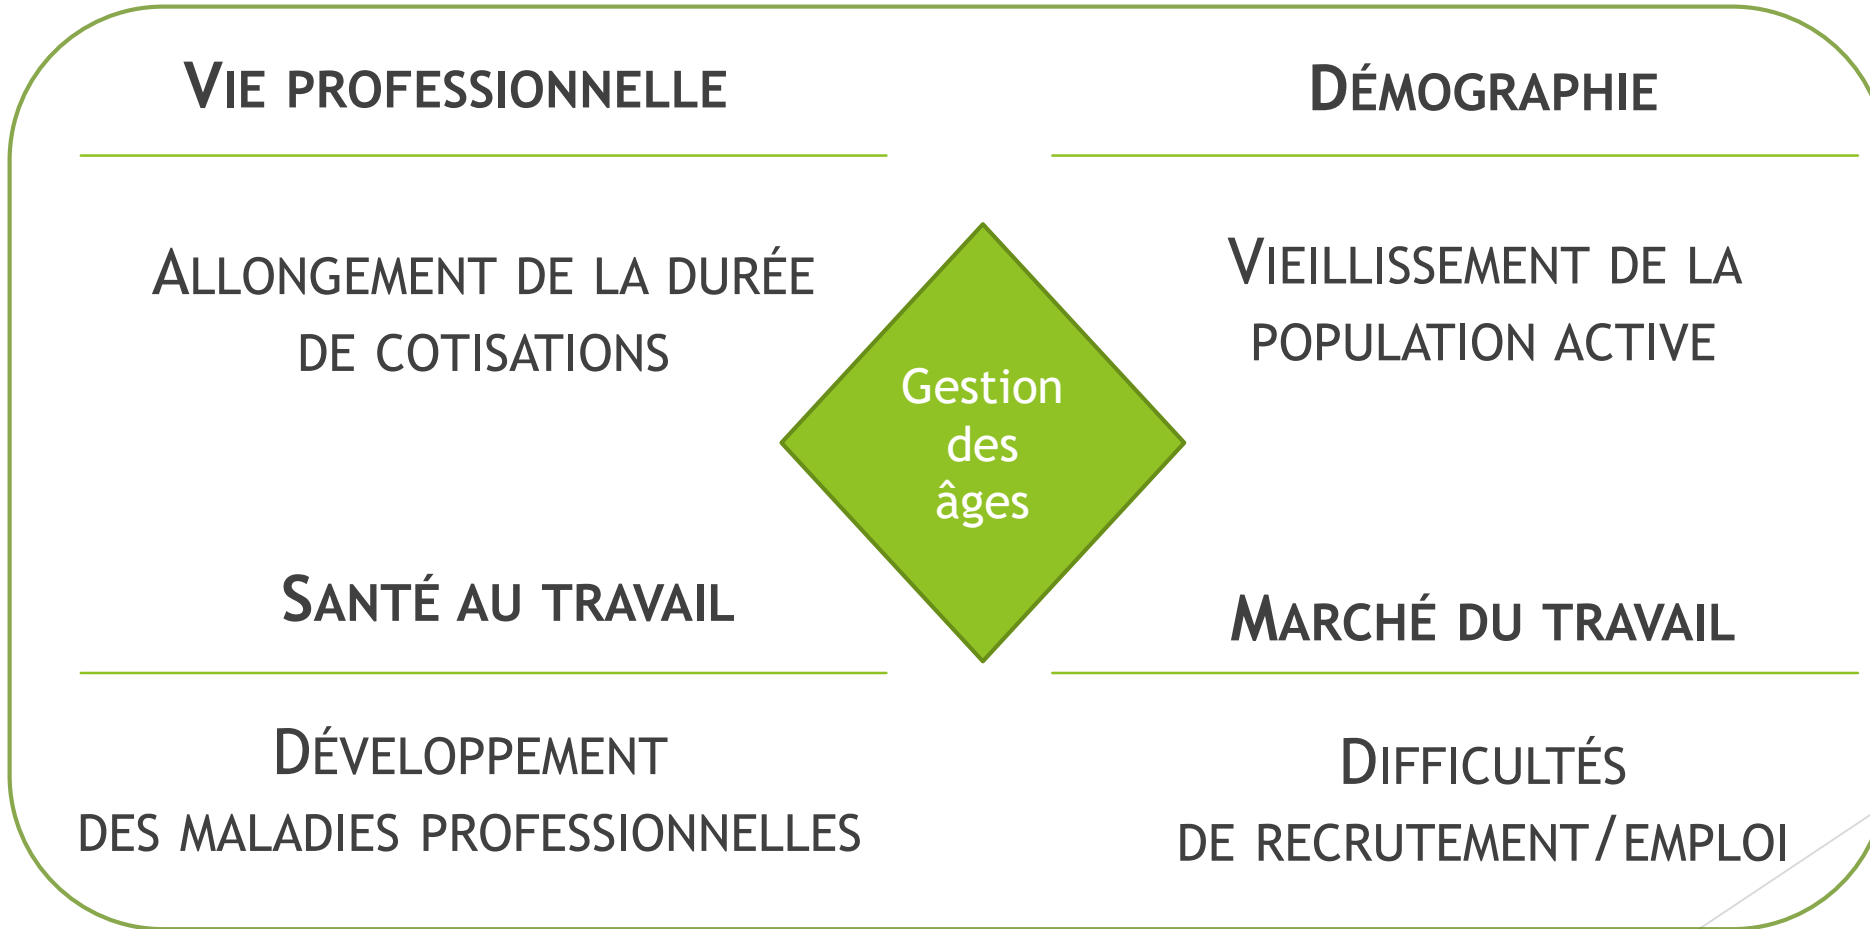 VIE PROFESSIONNELLE
ALLONGEMENT DE LA DURÉE
DE COTISATIONS
DÉMOGRAPHIE
VIEILLISSEMENT DE LA
POPULATION ACTIVE
Gestion
des
âges
SANTÉ AU TRAVAIL
DÉVELOPPEMENT
DES MALADIES PROFESSIONNELLES
MARCHÉ DU TRAVAIL
DIFFICULTÉS
DE RECRUTEMENT/EMPLOI